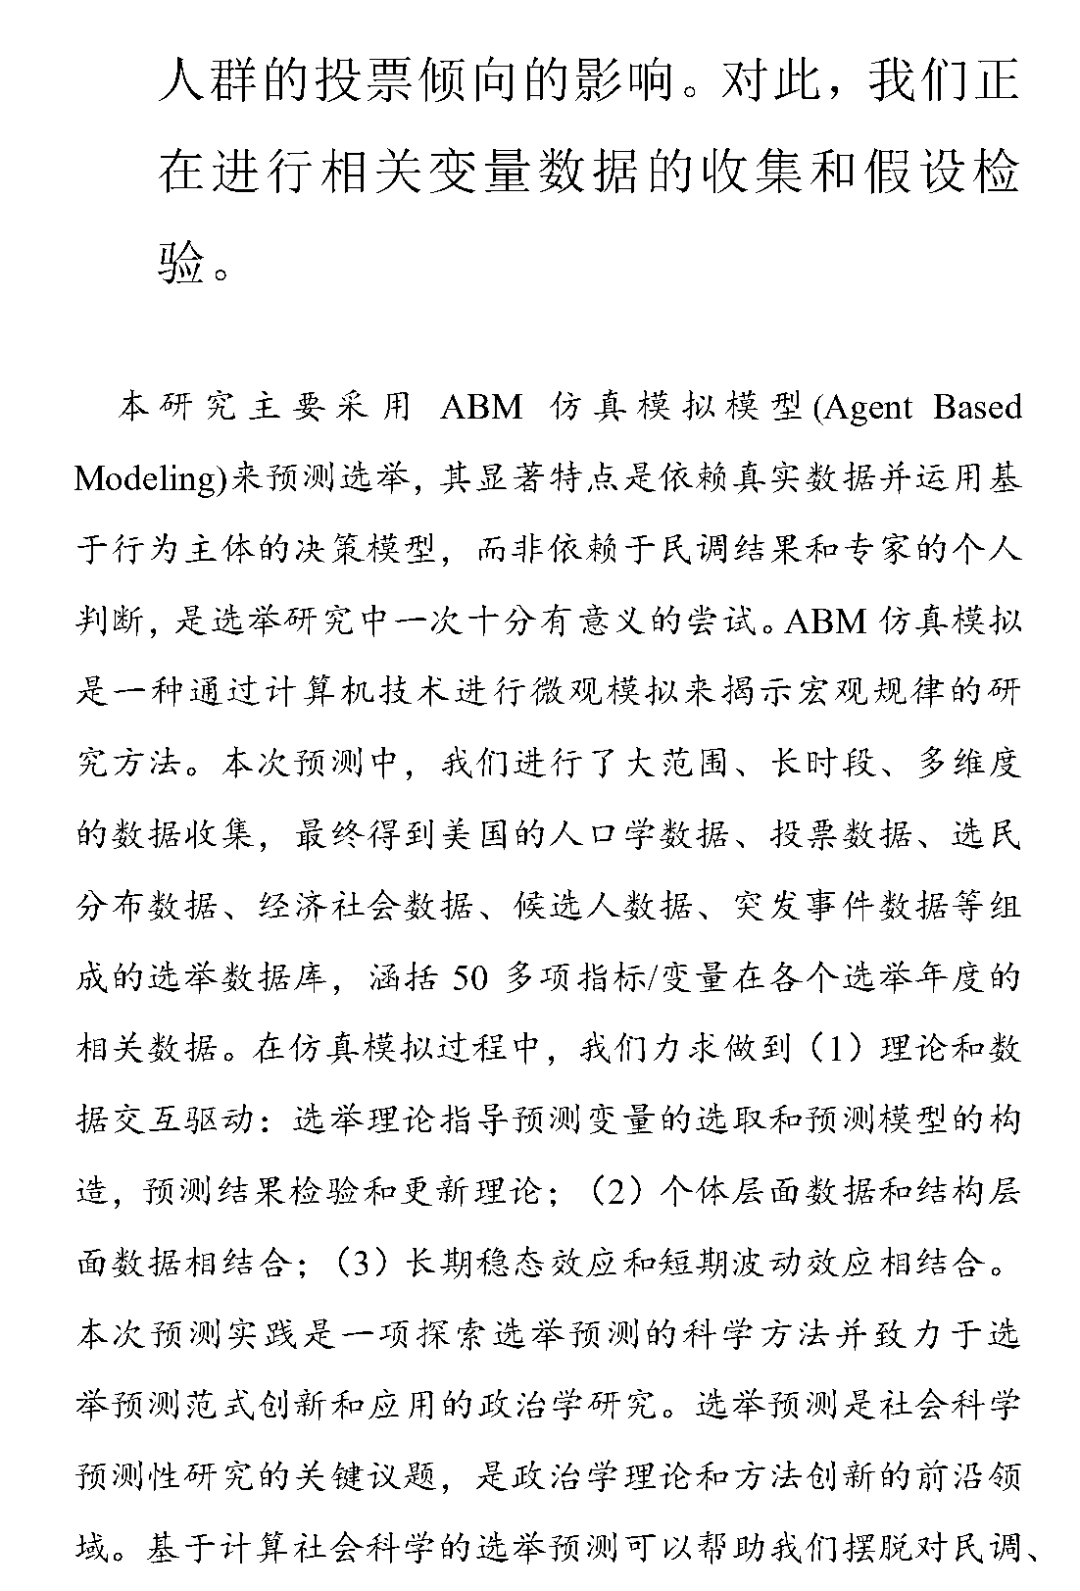 人群的投票倾向的影响。对此，我们正
在进行相关变量数据的收集和假设检
验。
本研究主要采用 ABM 仿真模拟模型(Agent Based
Modeling)来预测选举，其显著特点是依赖真实数据并运用基
于行为主体的决策模型，而非依赖于民调结果和专家的个人
判断，是选举研究中一次十分有意义的尝试。ABM 仿真模拟
是一种通过计算机技术进行微观模拟来揭示宏观规律的研
究方法。本次预测中，我们进行了大范围、长时段、多维度
的数据收集，最终得到美国的人口学数据、投票数据、选民
分布数据、经济社会数据、候选人数据、突发事件数据等组
成的选举数据库，涵括 50 多项指标/变量在各个选举年度的
相关数据。在仿真模拟过程中，我们力求做到（1）理论和数
据交互驱动：选举理论指导预测变量的选取和预测模型的构
造，预测结果检验和更新理论；（2）个体层面数据和结构层
面数据相结合；（3）长期稳态效应和短期波动效应相结合。
本次预测实践是一项探索选举预测的科学方法并致力于选
举预测范式创新和应用的政治学研究。选举预测是社会科学
预测性研究的关键议题，是政治学理论和方法创新的前沿领
域。基于计算社会科学的选举预测可以帮助我们摆脱对民调、